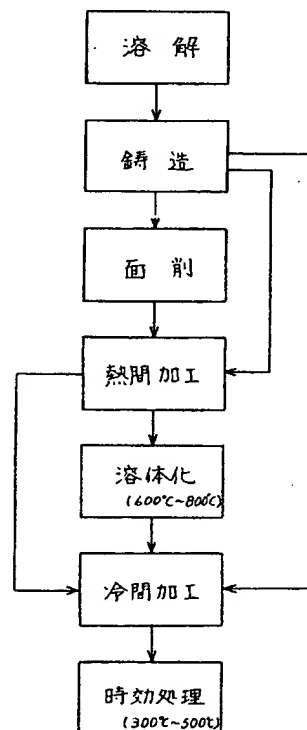 溶解
鋳造
面削
熱間加工
溶体化
(600℃~800℃)
冷間加工
時効処理
(300℃~500℃)